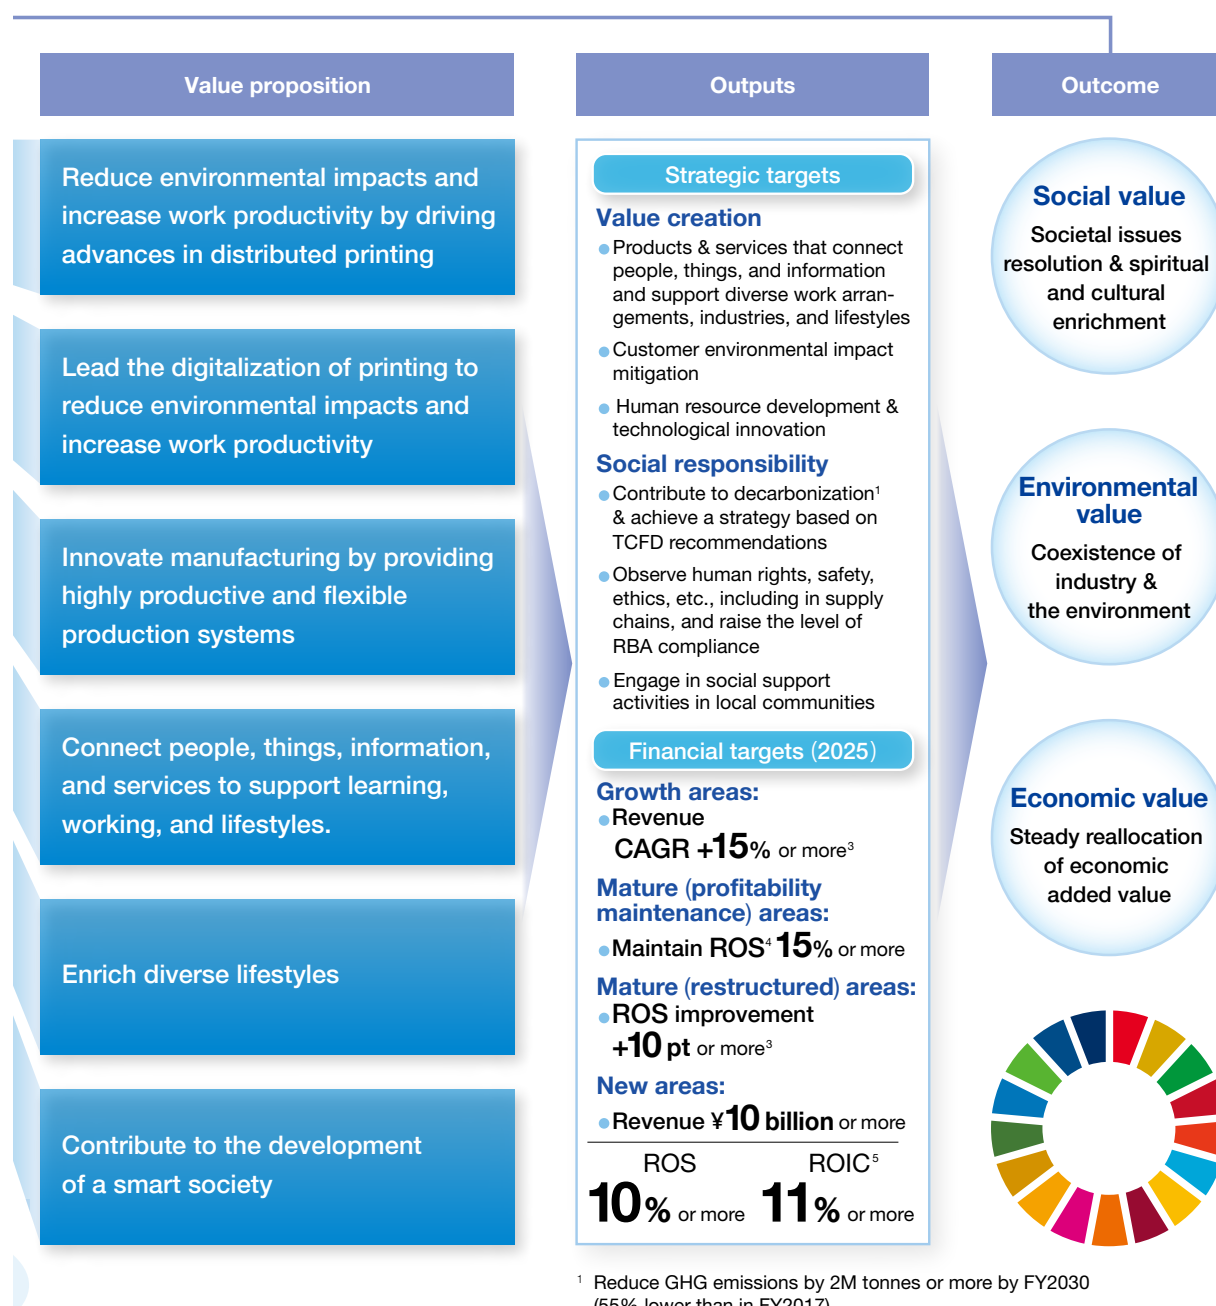 Value proposition
Reduce environmental impacts and
increase work productivity by driving
advances in distributed printing
Lead the digitalization of printing to
reduce environmental impacts and
increase work productivity
Innovate manufacturing by providing
highly productive and flexible
production systems
Connect people, things, information,
and services to support learning,
working, and lifestyles.
Enrich diverse lifestyles
Contribute to the development
of a smart society
Outputs
Strategic targets
Value creation
● Products & services that connect
people, things, and information
and support diverse work arran-
gements, industries, and lifestyles
● Customer environmental impact
mitigation
● Human resource development &
technological innovation
Social responsibility
● Contribute to decarbonization¹
& achieve a strategy based on
TCFD recommendations
● Observe human rights, safety,
ethics, etc., including in supply
chains, and raise the level of
RBA compliance
● Engage in social support
activities in local communities
Financial targets (2025)
Growth areas:
● Revenue
CAGR +15% or more³
Mature (profitability
maintenance) areas:
● Maintain ROS⁴ 15% or more
Mature (restructured) areas:
● ROS improvement
+10 pt or more³
New areas:
● Revenue ¥10 billion or more
ROS
10% or more
ROIC⁵
11% or more
Outcome
Social value
Societal issues
resolution & spiritual
and cultural
enrichment
Environmental
value
Coexistence of
industry &
the environment
Economic value
Steady reallocation
of economic
added value
¹ Reduce GHG emissions by 2M tonnes or more by FY2030
(55% lower than in FY2017)